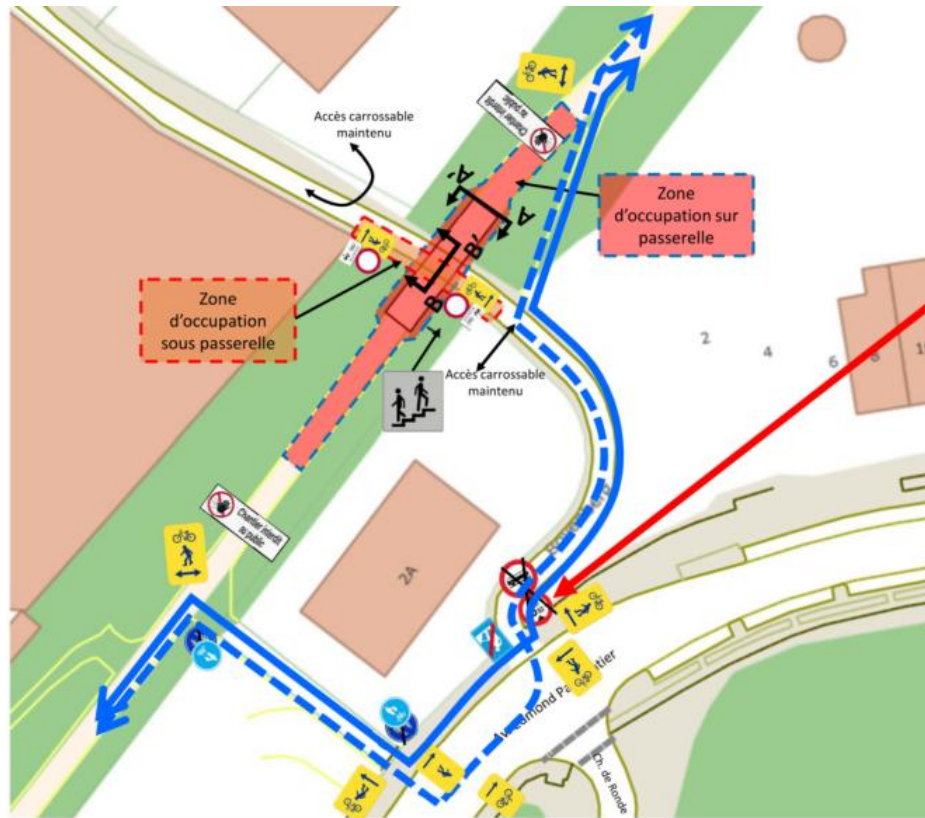 Accès carrossable
maintenu
Chantier interdit
au public
A'
A
Zone
d'occupation sur
passerelle
B'
B
Zone
d'occupation
sous passerelle
2
4
6
8
Accès carrossable
maintenu
Chantier interdit
au public
2A
Ch. de Ronde